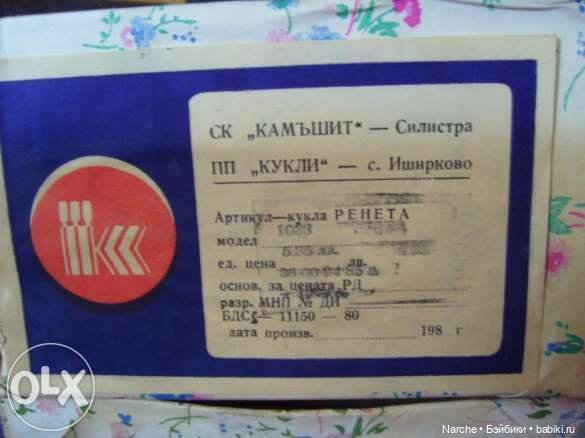 СК „КАМЪШИТ“ — Силистра
ПП „КУКЛИ“ — с. Иширково
Артикул—кукла РЕНЕТА
модел
ед. цена лв.
основ. за цената РД
разр. МНП № ДИ
БДС — 11150 — 80
дата произв. 198 г
OLX
Narche • Бэйбики • babiki.ru